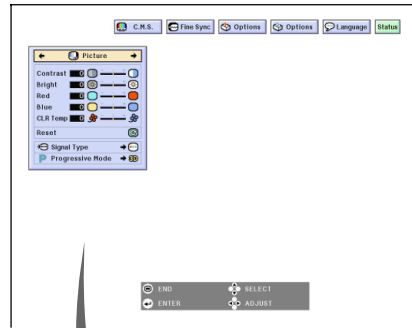 C.M.S. Fine Sync Options Options Language Status
Picture
Contrast 0
Bright 0
Red 0
Blue 0
CLR Temp 0
Reset
Signal Type
P Progressive Mode
END SELECT
ENTER ADJUST